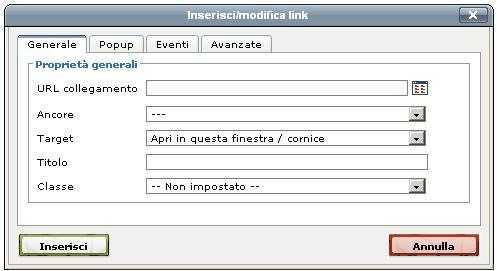 Inserisci/modifica link
Generale Popup Eventi Avanzate
Proprietà generali
URL collegamento
Ancore ---
Target Apri in questa finestra / cornice
Titolo
Classe -- Non impostato --
Inserisci Annulla